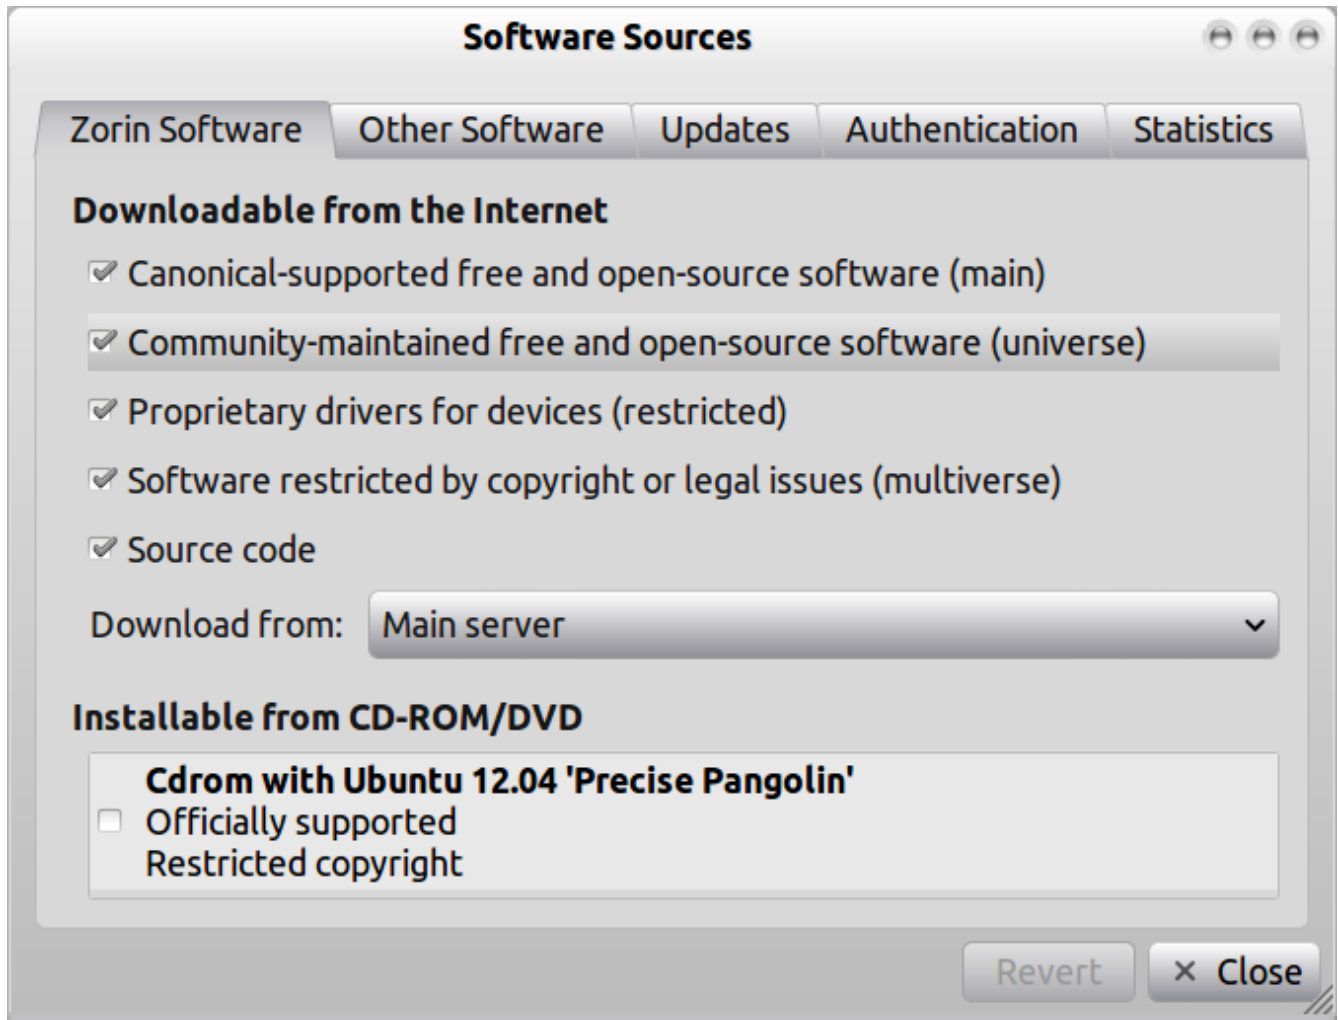 Software Sources
Zorin Software Other Software Updates Authentication Statistics
Downloadable from the Internet
Canonical-supported free and open-source software (main)
Community-maintained free and open-source software (universe)
Proprietary drivers for devices (restricted)
Software restricted by copyright or legal issues (multiverse)
Source code
Download from: Main server
Installable from CD-ROM/DVD
Cdrom with Ubuntu 12.04 'Precise Pangolin'
Officially supported
Restricted copyright
Revert Close